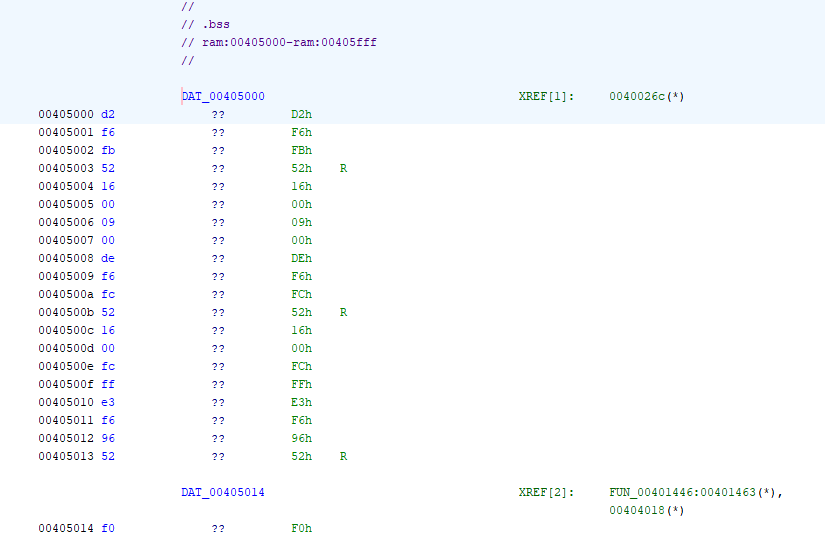 //
// .bss
// ram:00405000-ram:00405fff
//
DAT_00405000 XREF[1]: 0040026c(*)
00405000 d2 ?? D2h
00405001 f6 ?? F6h
00405002 fb ?? FBh
00405003 52 ?? 52h R
00405004 16 ?? 16h
00405005 00 ?? 00h
00405006 09 ?? 09h
00405007 00 ?? 00h
00405008 de ?? DEh
00405009 f6 ?? F6h
0040500a fc ?? FCh
0040500b 52 ?? 52h R
0040500c 16 ?? 16h
0040500d 00 ?? 00h
0040500e fc ?? FCh
0040500f ff ?? FFh
00405010 e3 ?? E3h
00405011 f6 ?? F6h
00405012 96 ?? 96h
00405013 52 ?? 52h R
DAT_00405014 XREF[2]: FUN_00401446:00401463(*),
00404018(*)
00405014 f0 ?? F0h